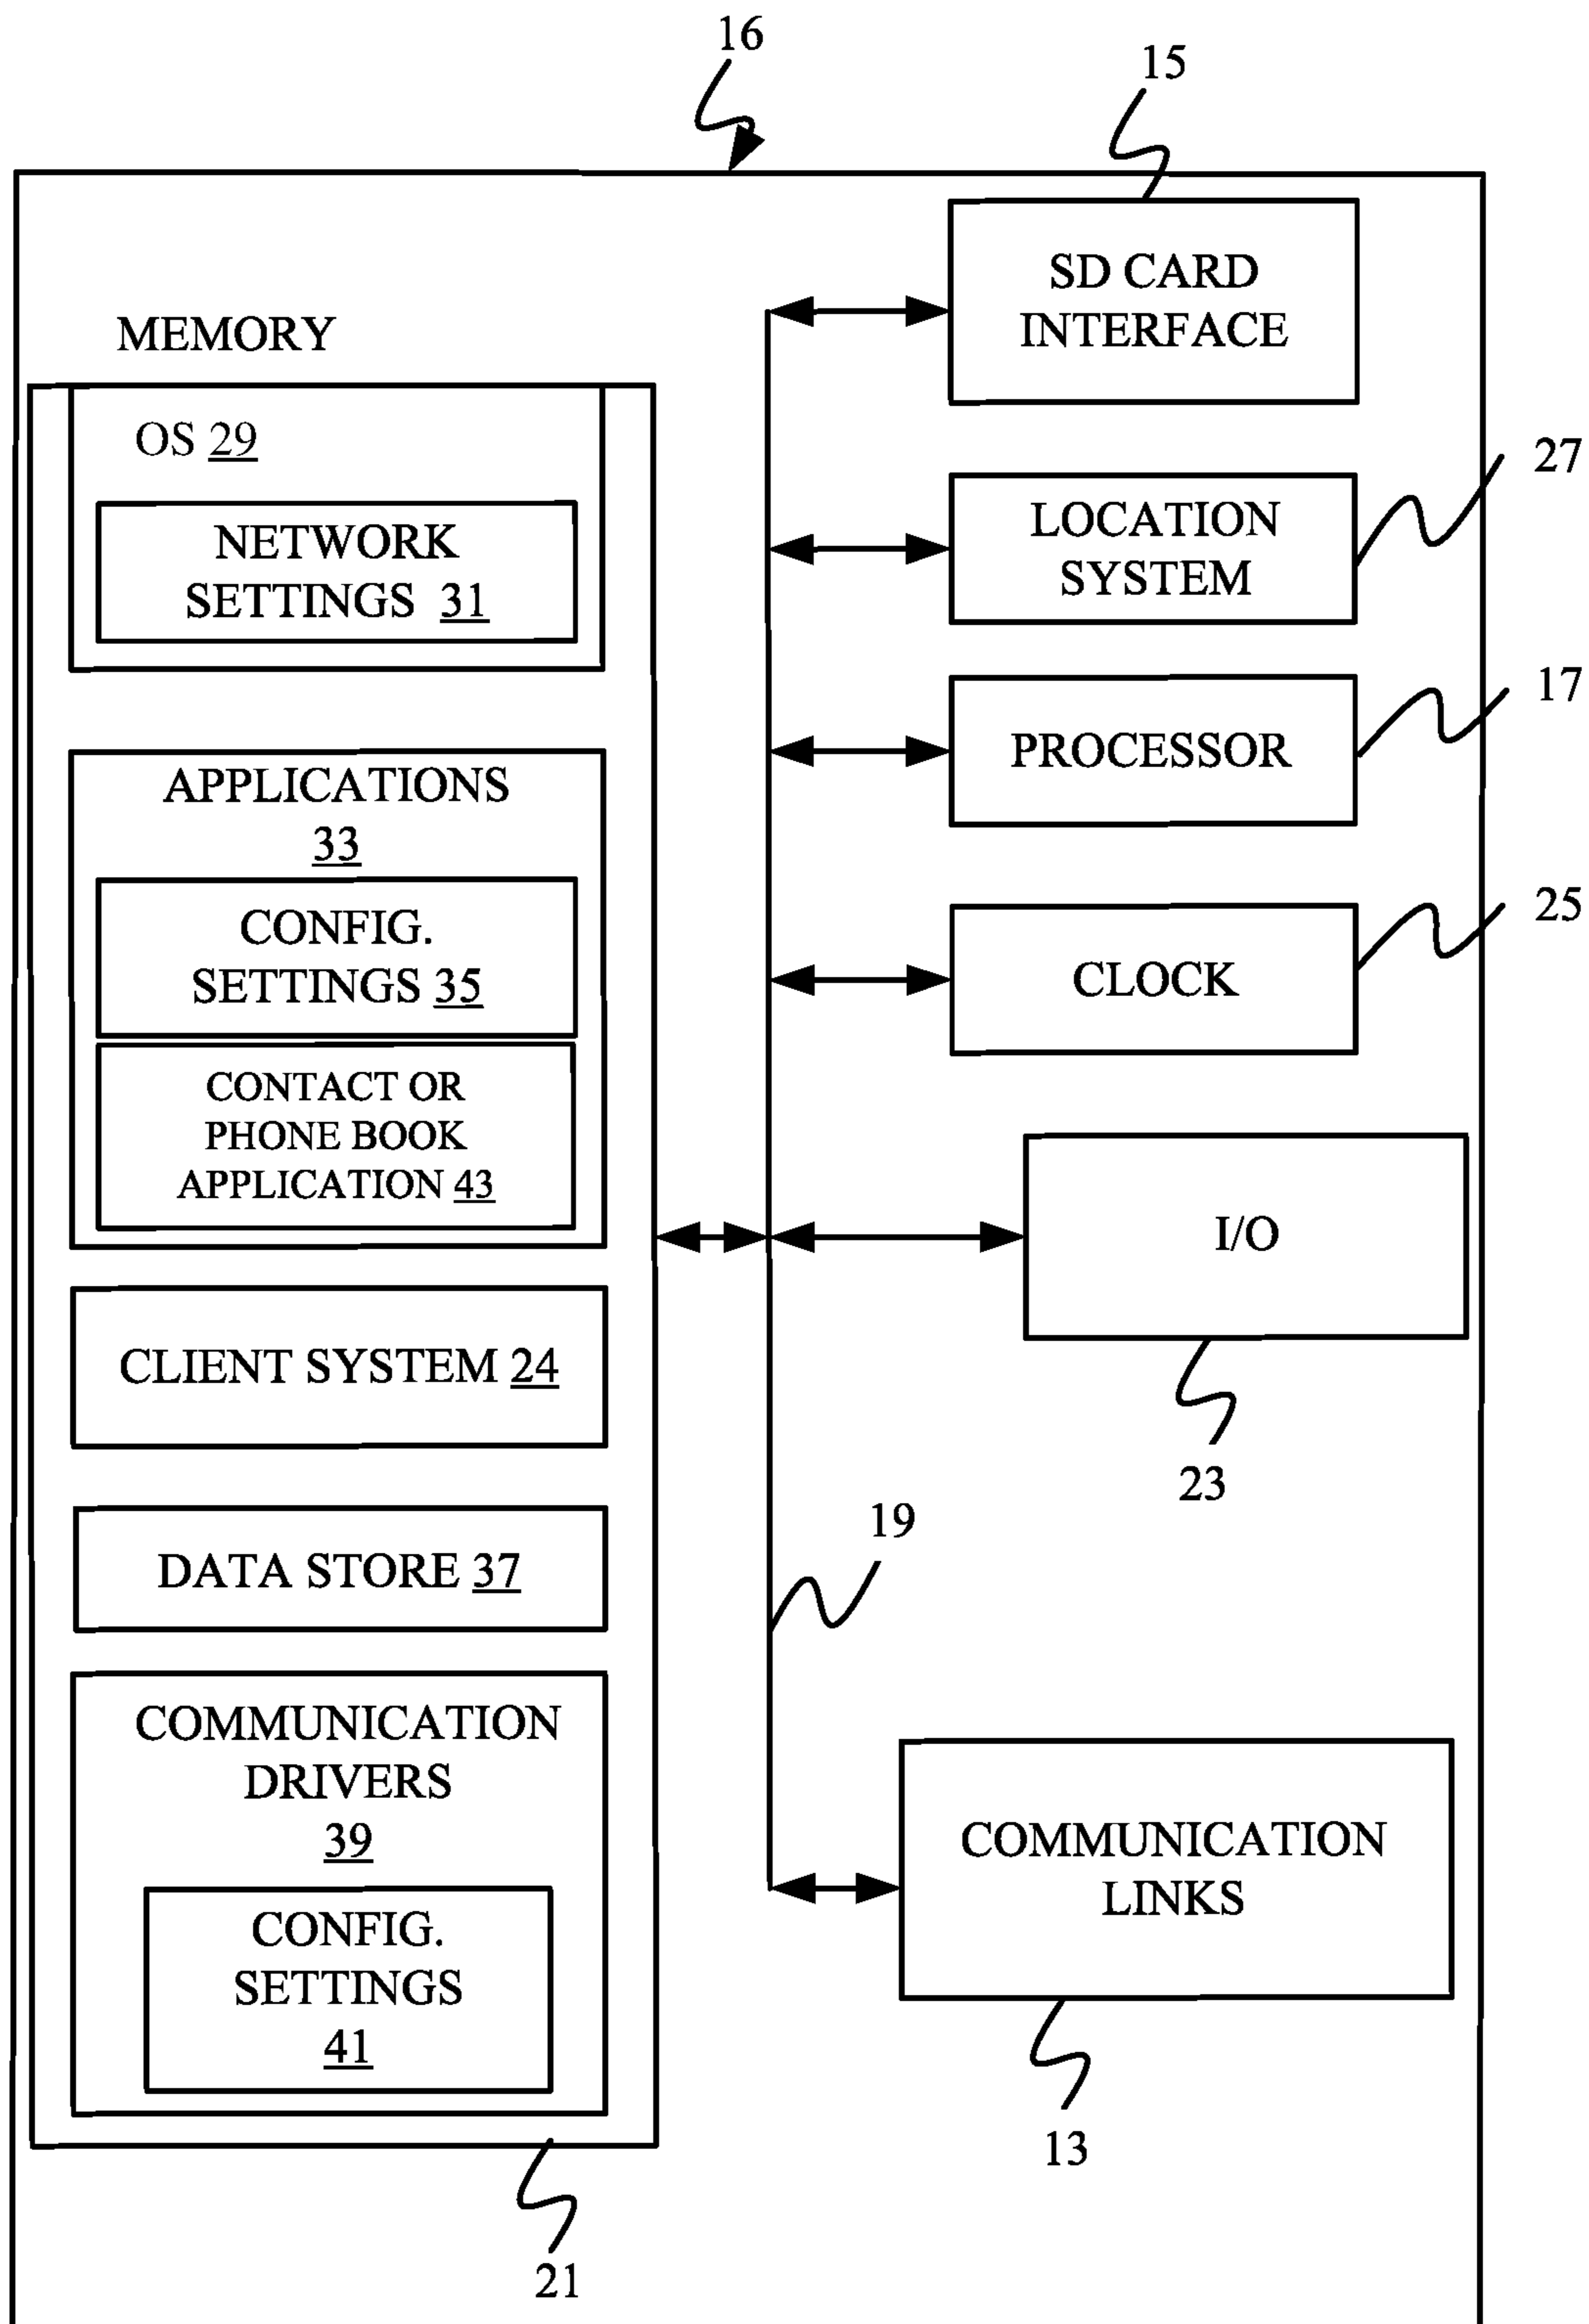 16
15
SD CARD
INTERFACE
MEMORY
OS 29
NETWORK
SETTINGS 31
27
LOCATION
SYSTEM
17
PROCESSOR
APPLICATIONS
33
CONFIG.
SETTINGS 35
25
CLOCK
CONTACT OR
PHONE BOOK
APPLICATION 43
I/O
23
CLIENT SYSTEM 24
19
DATA STORE 37
COMMUNICATION
DRIVERS
39
CONFIG.
SETTINGS
41
COMMUNICATION
LINKS
13
21